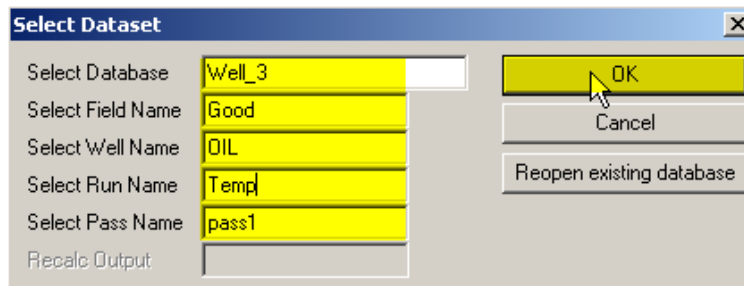 Select Dataset
Select Database Well_3 OK
Select Field Name Good Cancel
Select Well Name OIL
Select Run Name Temp Reopen existing database
Select Pass Name pass1
Recalc Output